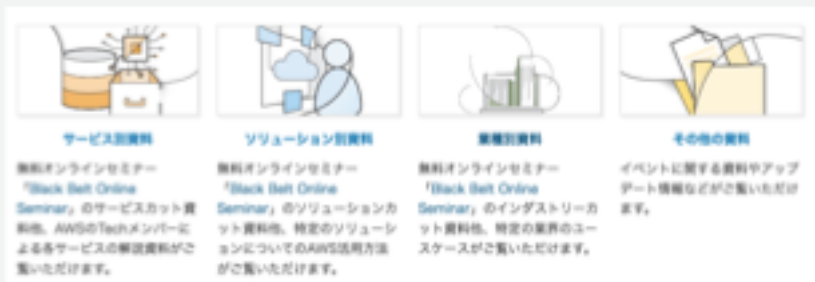 サービス別資料
無料オンラインセミナー
「Black Belt Online
Seminar」のサービスカット資
料他、AWSのTechメンバーに
よる各サービスの解説資料がご
覧いただけます。
ソリューション別資料
無料オンラインセミナー
「Black Belt Online
Seminar」のソリューションカ
ット資料他、特定のソリューシ
ョンについてのAWS活用方法
がご覧いただけます。
業種別資料
無料オンラインセミナー
「Black Belt Online
Seminar」のインダストリーカ
ット資料他、特定の業界のユー
スケースがご覧いただけます。
その他の資料
イベントに関する資料やアップ
デート情報などがご覧いただけ
ます。